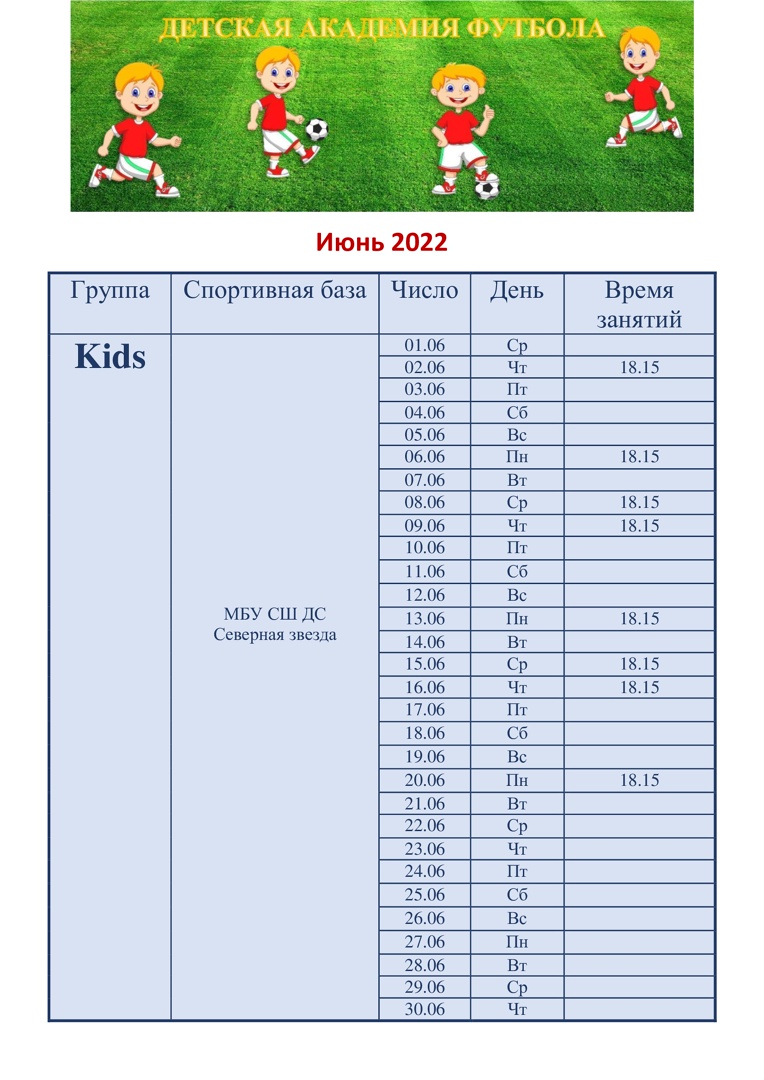 ДЕТСКАЯ АКАДЕМИЯ ФУТБОЛА
Июнь 2022
Группа Спортивная база Число День Время занятий
Kids
МБУ СШ ДС
Северная звезда
01.06 Ср
02.06 Чт 18.15
03.06 Пт
04.06 Сб
05.06 Вс
06.06 Пн 18.15
07.06 Вт
08.06 Ср 18.15
09.06 Чт 18.15
10.06 Пт
11.06 Сб
12.06 Вс
13.06 Пн 18.15
14.06 Вт
15.06 Ср 18.15
16.06 Чт 18.15
17.06 Пт
18.06 Сб
19.06 Вс
20.06 Пн 18.15
21.06 Вт
22.06 Ср
23.06 Чт
24.06 Пт
25.06 Сб
26.06 Вс
27.06 Пн
28.06 Вт
29.06 Ср
30.06 Чт